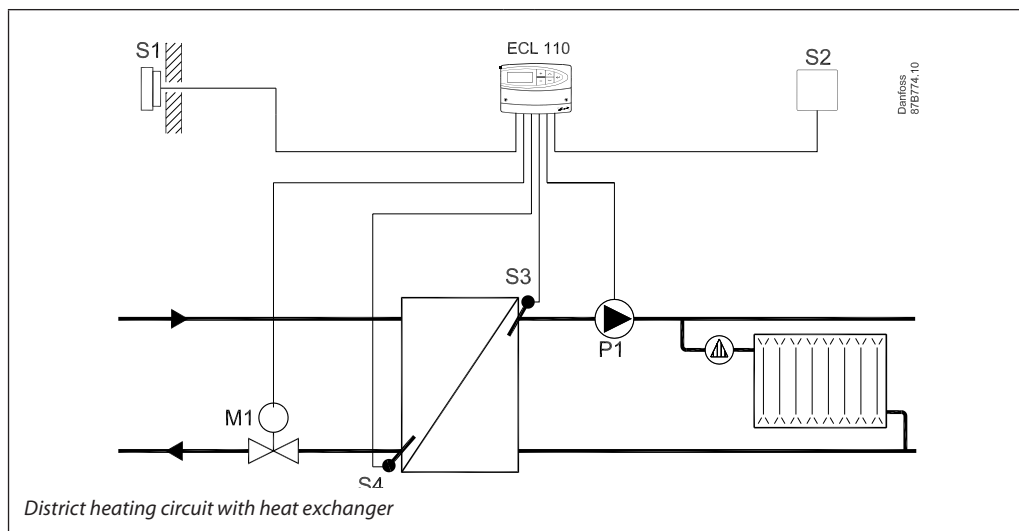 S1
ECL 110
S2
Danfoss
87B774.10
S3
P1
M1
S4
District heating circuit with heat exchanger